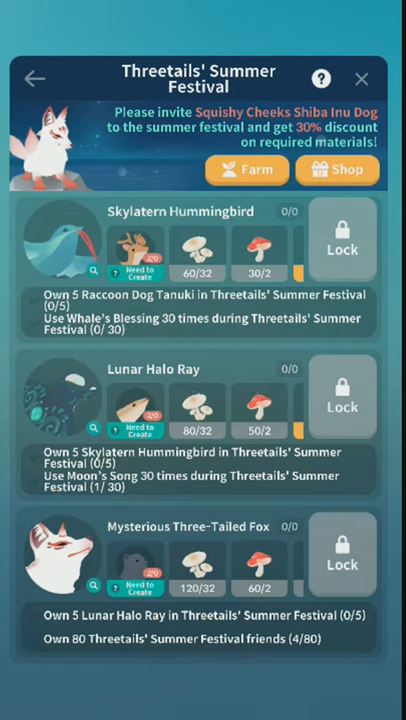 Threetails' Summer
Festival
?
Please invite Squishy Cheeks Shiba Inu Dog
to the summer festival and get 30% discount
on required materials!
Farm
Shop
Skylatern Hummingbird 0/0
2/0
? Need to
Create
60/32
30/2
Lock
Own 5 Raccoon Dog Tanuki in Threetails' Summer Festival
(0/5)
Use Whale's Blessing 30 times during Threetails' Summer
Festival (0/ 30)
Lunar Halo Ray 0/0
2/0
? Need to
Create
80/32
50/2
Lock
Own 5 Skylatern Hummingbird in Threetails' Summer
Festival (0/5)
Use Moon's Song 30 times during Threetails' Summer
Festival (1/ 30)
Mysterious Three-Tailed Fox 0/0
2/0
? Need to
Create
120/32
60/2
Lock
Own 5 Lunar Halo Ray in Threetails' Summer Festival (0/5)
Own 80 Threetails' Summer Festival friends (4/80)